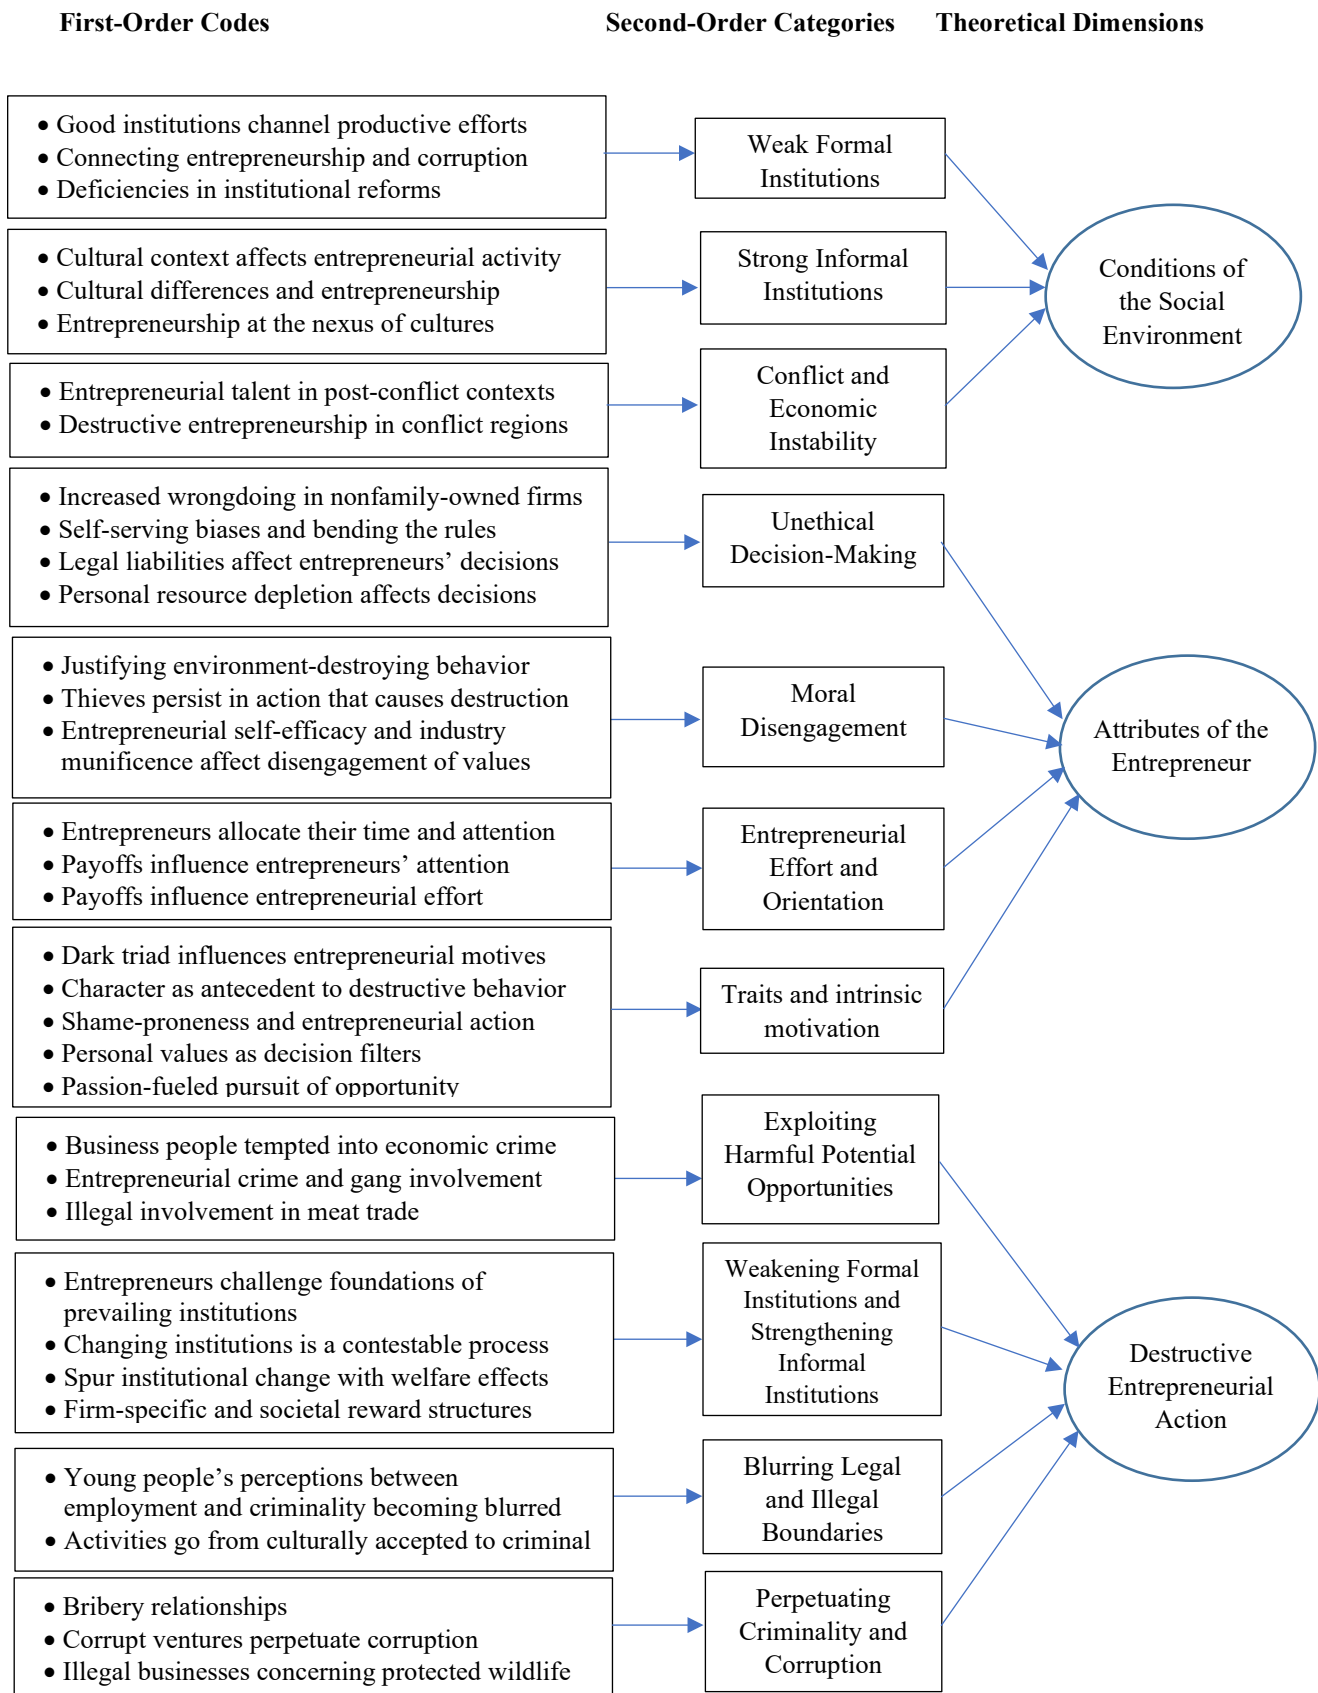 First-Order Codes
Second-Order Categories
Theoretical Dimensions
• Good institutions channel productive efforts
• Connecting entrepreneurship and corruption
• Deficiencies in institutional reforms
Weak Formal
Institutions
• Cultural context affects entrepreneurial activity
• Cultural differences and entrepreneurship
• Entrepreneurship at the nexus of cultures
Strong Informal
Institutions
• Entrepreneurial talent in post-conflict contexts
• Destructive entrepreneurship in conflict regions
Conflict and
Economic
Instability
Conditions of
the Social
Environment
• Increased wrongdoing in nonfamily-owned firms
• Self-serving biases and bending the rules
• Legal liabilities affect entrepreneurs’ decisions
• Personal resource depletion affects decisions
Unethical
Decision-Making
• Justifying environment-destroying behavior
• Thieves persist in action that causes destruction
• Entrepreneurial self-efficacy and industry
munificence affect disengagement of values
Moral
Disengagement
• Entrepreneurs allocate their time and attention
• Payoffs influence entrepreneurs’ attention
• Payoffs influence entrepreneurial effort
Entrepreneurial
Effort and
Orientation
• Dark triad influences entrepreneurial motives
• Character as antecedent to destructive behavior
• Shame-proneness and entrepreneurial action
• Personal values as decision filters
• Passion-fueled pursuit of opportunity
Traits and intrinsic
motivation
Attributes of the
Entrepreneur
• Business people tempted into economic crime
• Entrepreneurial crime and gang involvement
• Illegal involvement in meat trade
Exploiting
Harmful Potential
Opportunities
• Entrepreneurs challenge foundations of
prevailing institutions
• Changing institutions is a contestable process
• Spur institutional change with welfare effects
• Firm-specific and societal reward structures
Weakening Formal
Institutions and
Strengthening
Informal
Institutions
• Young people’s perceptions between
employment and criminality becoming blurred
• Activities go from culturally accepted to criminal
Blurring Legal
and Illegal
Boundaries
• Bribery relationships
• Corrupt ventures perpetuate corruption
• Illegal businesses concerning protected wildlife
Perpetuating
Criminality and
Corruption
Destructive
Entrepreneurial
Action